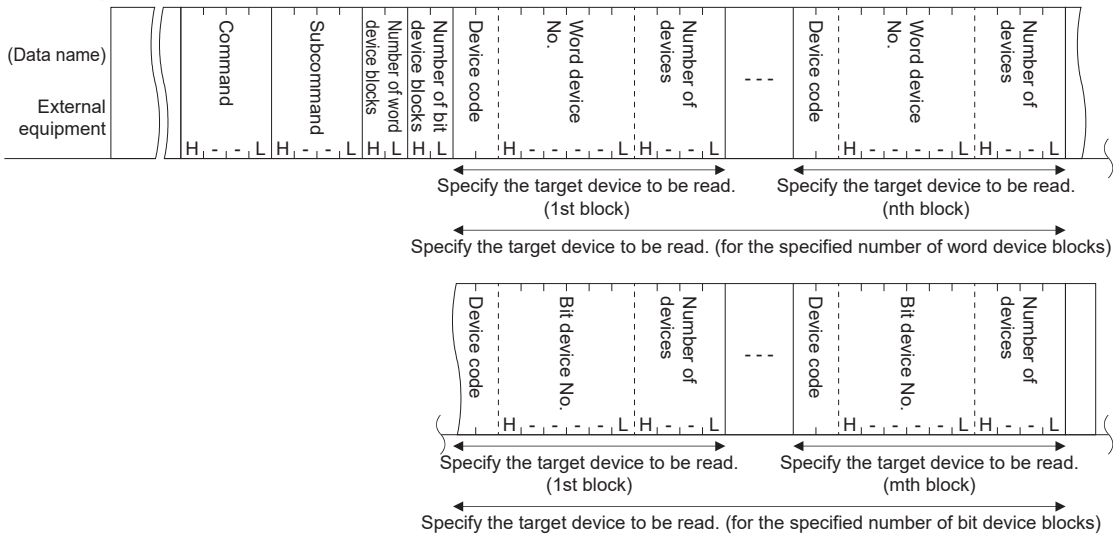 (Data name)
External
equipment
Command
H - - L
Subcommand
H - - L
Number of word
device blocks
H L
Number of bit
device blocks
H L
Device code
Word device
No.
H - - - - L
Number of
devices
H - - L
- - -
Device code
Word device
No.
H - - - - L
Number of
devices
H - - L
Specify the target device to be read.
(1st block)
Specify the target device to be read.
(nth block)
Specify the target device to be read. (for the specified number of word device blocks)
Device code
Bit device No.
H - - - - L
Number of
devices
H - - L
- - -
Device code
Bit device No.
H - - - - L
Number of
devices
H - - L
Specify the target device to be read.
(1st block)
Specify the target device to be read.
(mth block)
Specify the target device to be read. (for the specified number of bit device blocks)